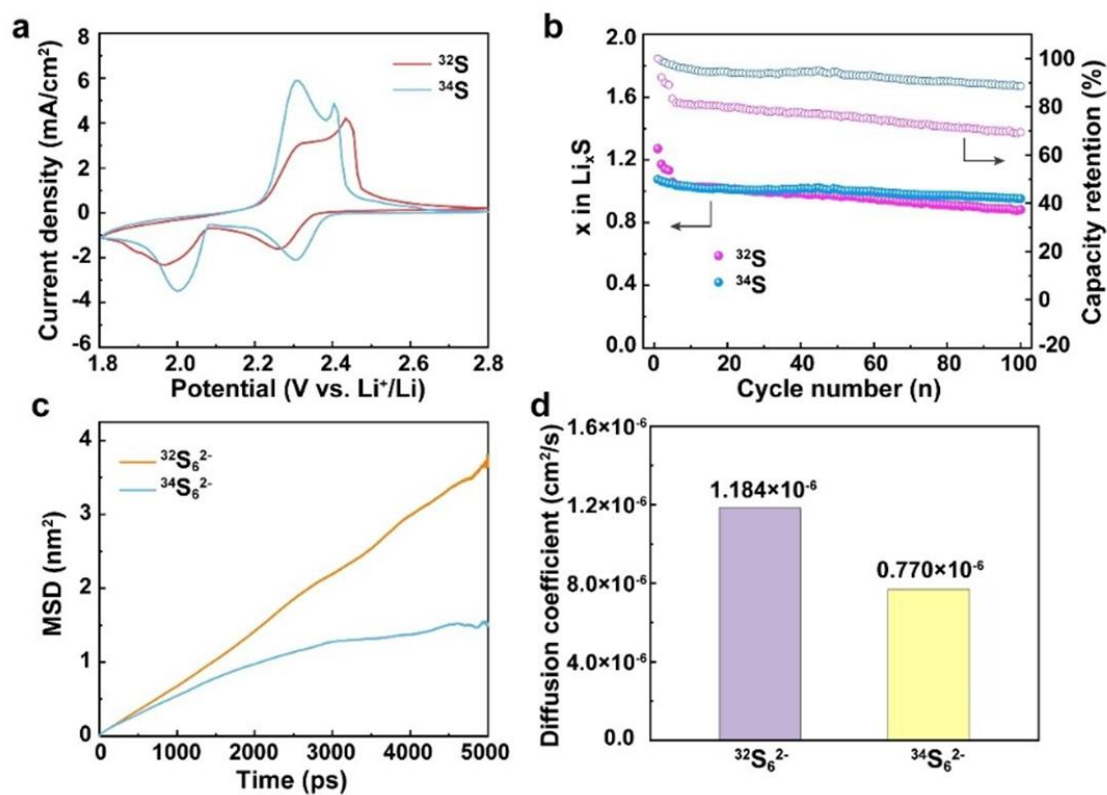 a
Current density (mA/cm²)
8
6
4
2
0
-2
-4
-6
³²S
³⁴S
1.8 2.0 2.2 2.4 2.6 2.8
Potential (V vs. Li⁺/Li)
b
x in LiₓS
2.0
1.6
1.2
0.8
0.4
0.0
³²S
³⁴S
100
80
60
40
20
0
-20
Capacity retention (%)
0 20 40 60 80 100
Cycle number (n)
c
MSD (nm²)
4
3
2
1
0
³²S₆²⁻
³⁴S₆²⁻
0 1000 2000 3000 4000 5000
Time (ps)
d
Diffusion coefficient (cm²/s)
1.6×10⁻⁶
1.2×10⁻⁶
8.0×10⁻⁶
4.0×10⁻⁶
0.0
1.184×10⁻⁶
0.770×10⁻⁶
³²S₆²⁻ ³⁴S₆²⁻